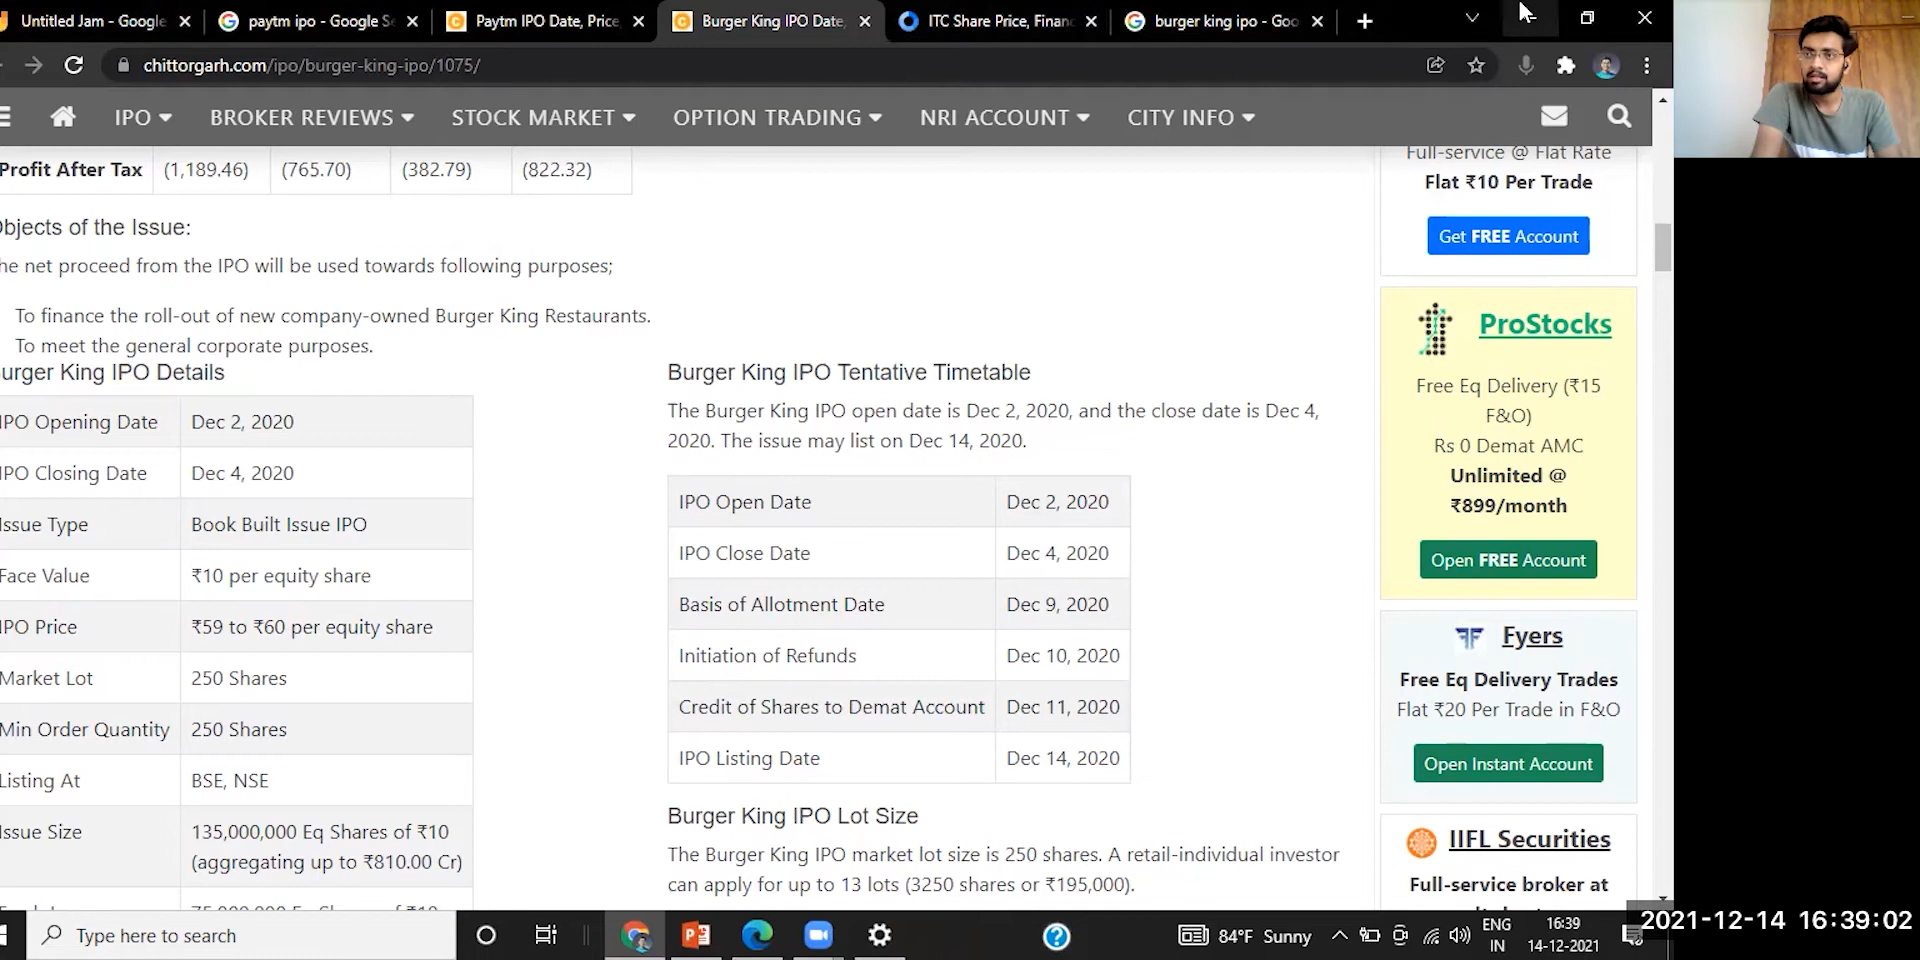 Untitled Jam - Google
paytm ipo - Google Se
Paytm IPO Date, Price,
Burger King IPO Date,
ITC Share Price, Financ
burger king ipo - Goo
chittorgarh.com/ipo/burger-king-ipo/1075/
IPO
BROKER REVIEWS
STOCK MARKET
OPTION TRADING
NRI ACCOUNT
CITY INFO
Profit After Tax (1,189.46) (765.70) (382.79) (822.32)
bjects of the Issue:
he net proceed from the IPO will be used towards following purposes;
To finance the roll-out of new company-owned Burger King Restaurants.
To meet the general corporate purposes.
urger King IPO Details
IPO Opening Date Dec 2, 2020
IPO Closing Date Dec 4, 2020
Issue Type Book Built Issue IPO
Face Value ₹10 per equity share
IPO Price ₹59 to ₹60 per equity share
Market Lot 250 Shares
Min Order Quantity 250 Shares
Listing At BSE, NSE
Issue Size 135,000,000 Eq Shares of ₹10
(aggregating up to ₹810.00 Cr)
Burger King IPO Tentative Timetable
The Burger King IPO open date is Dec 2, 2020, and the close date is Dec 4,
2020. The issue may list on Dec 14, 2020.
IPO Open Date Dec 2, 2020
IPO Close Date Dec 4, 2020
Basis of Allotment Date Dec 9, 2020
Initiation of Refunds Dec 10, 2020
Credit of Shares to Demat Account Dec 11, 2020
IPO Listing Date Dec 14, 2020
Burger King IPO Lot Size
The Burger King IPO market lot size is 250 shares. A retail-individual investor
can apply for up to 13 lots (3250 shares or ₹195,000).
Full-service @ Flat Rate
Flat ₹10 Per Trade
Get FREE Account
ProStocks
Free Eq Delivery (₹15
F&O)
Rs 0 Demat AMC
Unlimited @
₹899/month
Open FREE Account
Fyers
Free Eq Delivery Trades
Flat ₹20 Per Trade in F&O
Open Instant Account
IIFL Securities
Full-service broker at
Type here to search
84°F Sunny
ENG
IN
16:39
14-12-2021
2021-12-14 16:39:02